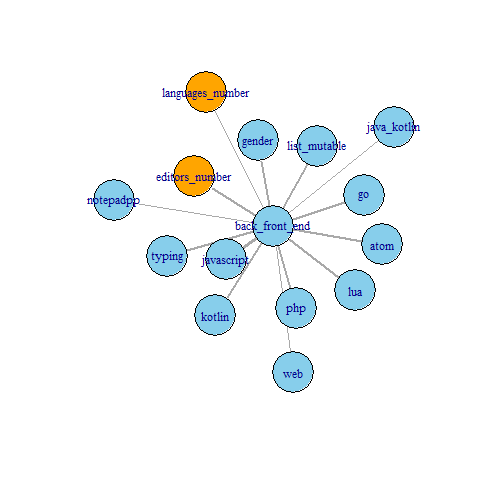 languages_number
java_kotlin
gender
list_mutable
editors_number
go
notepadpp
back_front_end
atom
typing
javascript
lua
php
kotlin
web